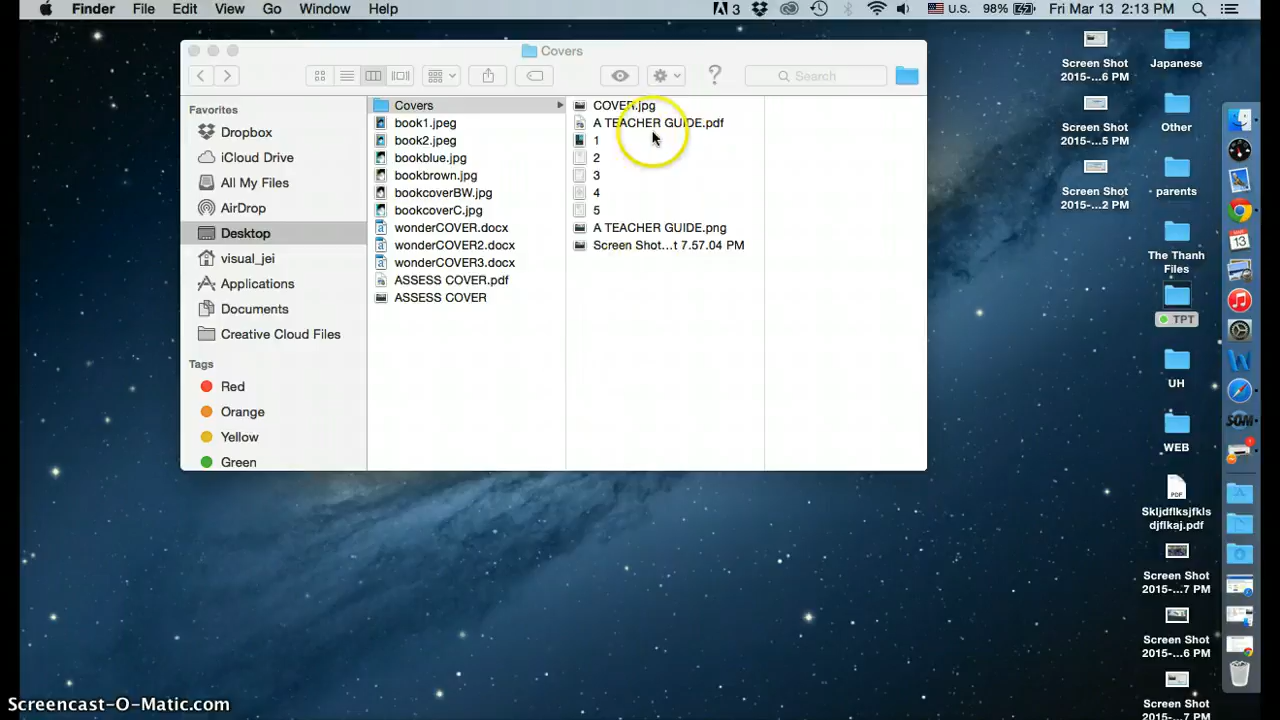 Finder File Edit View Go Window Help 3 U.S. 98% Fri Mar 13 2:13 PM
Covers
? Search
Favorites
Dropbox
iCloud Drive
All My Files
AirDrop
Desktop
visual_jei
Applications
Documents
Creative Cloud Files
Tags
Red
Orange
Yellow
Green
Covers
book1.jpeg
book2.jpeg
bookblue.jpg
bookbrown.jpg
bookcoverBW.jpg
bookcoverC.jpg
wonderCOVER.docx
wonderCOVER2.docx
wonderCOVER3.docx
ASSESS COVER.pdf
ASSESS COVER
COVER.jpg
A TEACHER GUIDE.pdf
1
2
3
4
5
A TEACHER GUIDE.png
Screen Shot...t 7.57.04 PM
Screen Shot
2015-...6 PM
Screen Shot
2015-...5 PM
Screen Shot
2015-...2 PM
Japanese
Other
parents
The Thanh
Files
TPT
UH
WEB
PDF
Skljdflksjfkls
djflkaj.pdf
Screen Shot
2015-...7 PM
Screen Shot
2015-...6 PM
Screen Shot
2015-...7 PM
MAR
13
SOM
Screencast-O-Matic.com